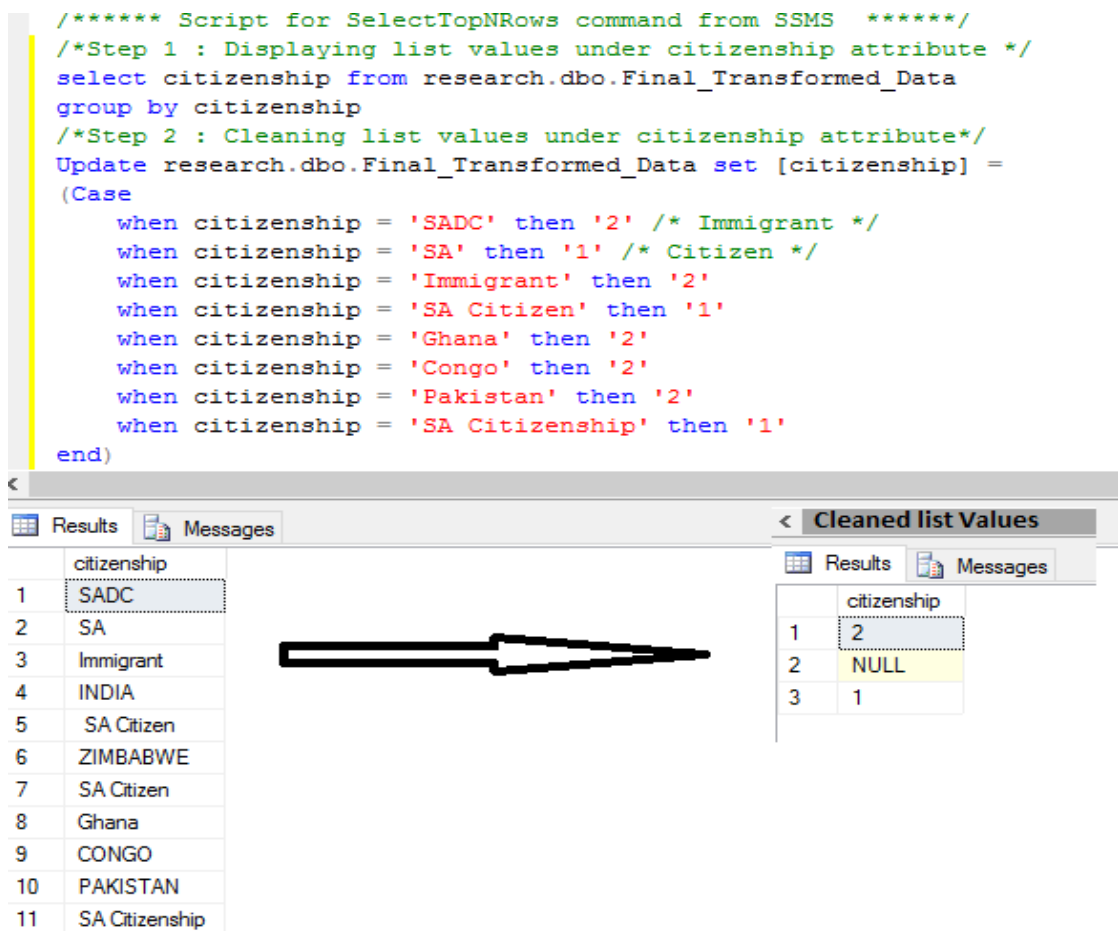 /****** Script for SelectTopNRows command from SSMS  ******/
/*Step 1 : Displaying list values under citizenship attribute */
select citizenship from research.dbo.Final_Transformed_Data
group by citizenship
/*Step 2 : Cleaning list values under citizenship attribute*/
Update research.dbo.Final_Transformed_Data set [citizenship] =
(Case
when citizenship = 'SADC' then '2' /* Immigrant */
when citizenship = 'SA' then '1' /* Citizen */
when citizenship = 'Immigrant' then '2'
when citizenship = 'SA Citizen' then '1'
when citizenship = 'Ghana' then '2'
when citizenship = 'Congo' then '2'
when citizenship = 'Pakistan' then '2'
when citizenship = 'SA Citizenship' then '1'
end)
Results Messages
citizenship
1 SADC
2 SA
3 Immigrant
4 INDIA
5 SA Citizen
6 ZIMBABWE
7 SA Citizen
8 Ghana
9 CONGO
10 PAKISTAN
11 SA Citizenship
Cleaned list Values
Results Messages
citizenship
1 2
2 NULL
3 1